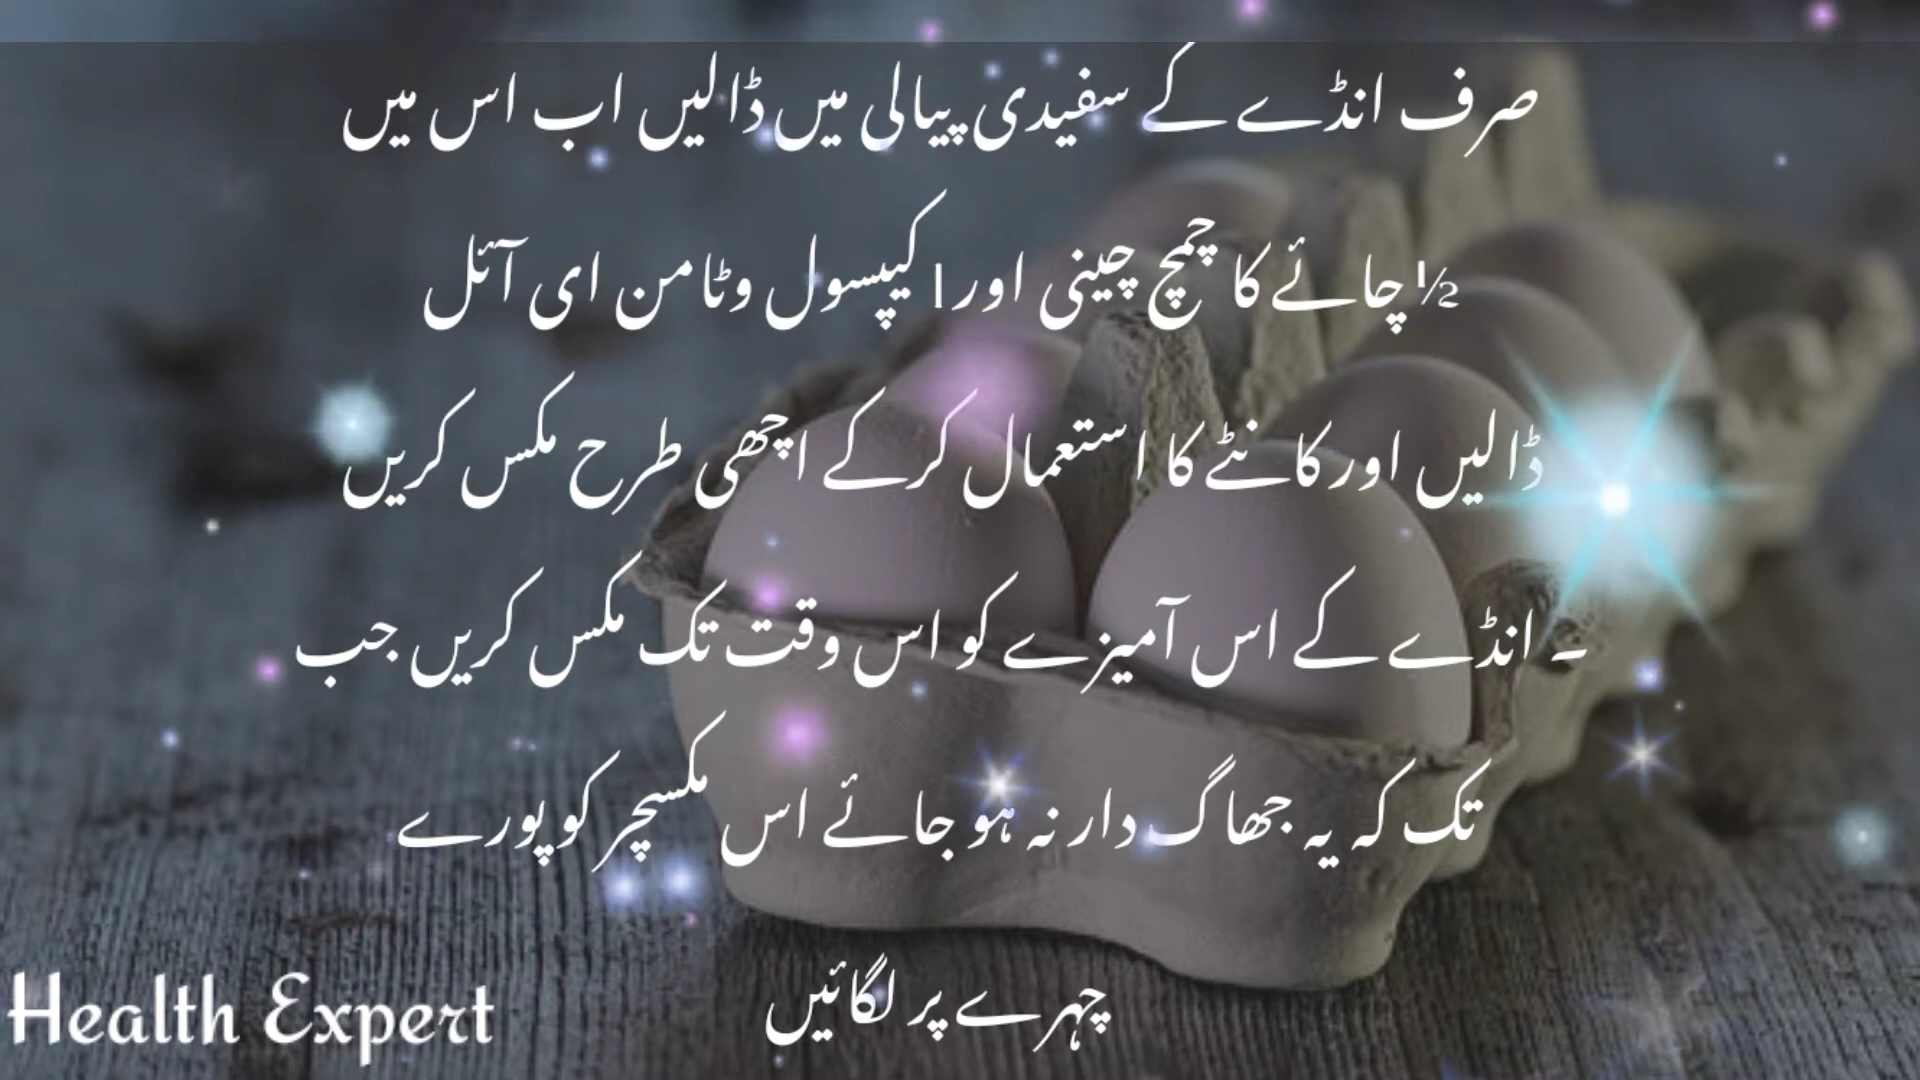 صرف انڈے کے سفیدی پیالی میں ڈالیں اب اس میں
½ چائے کا چمچ چینی اور 1 کیپسول وٹامن ای آئل
ڈالیں اور کانٹے کا استعمال کرکے اچھی طرح مکس کریں
۔ انڈے کے اس آمیزے کو اس وقت تک مکس کریں جب
تک کہ یہ جھاگ دار نہ ہو جائے اس مکسچر کو پورے
چہرے پر لگائیں
Health Expert